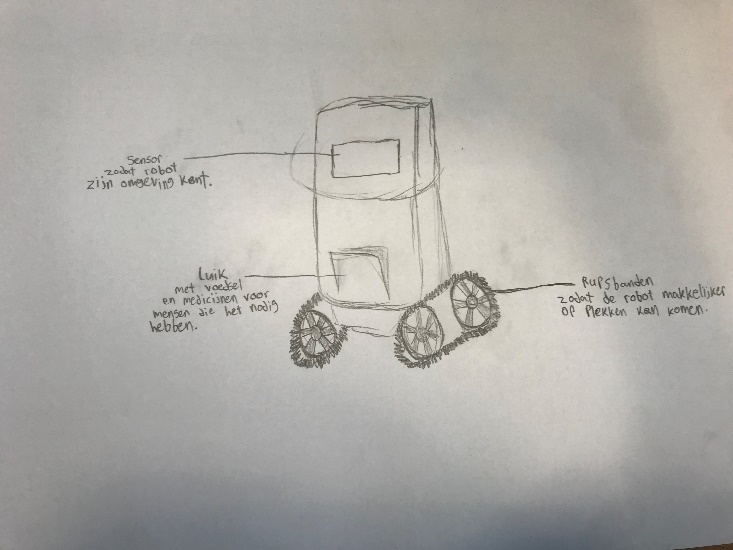 Sensor
zodat robot
zijn omgeving kent.
Luik
met voedsel
en medicijnen voor
mensen die het nodig
hebben.
Rupsbanden
zodat de robot makkelijker
op plekken kan komen.